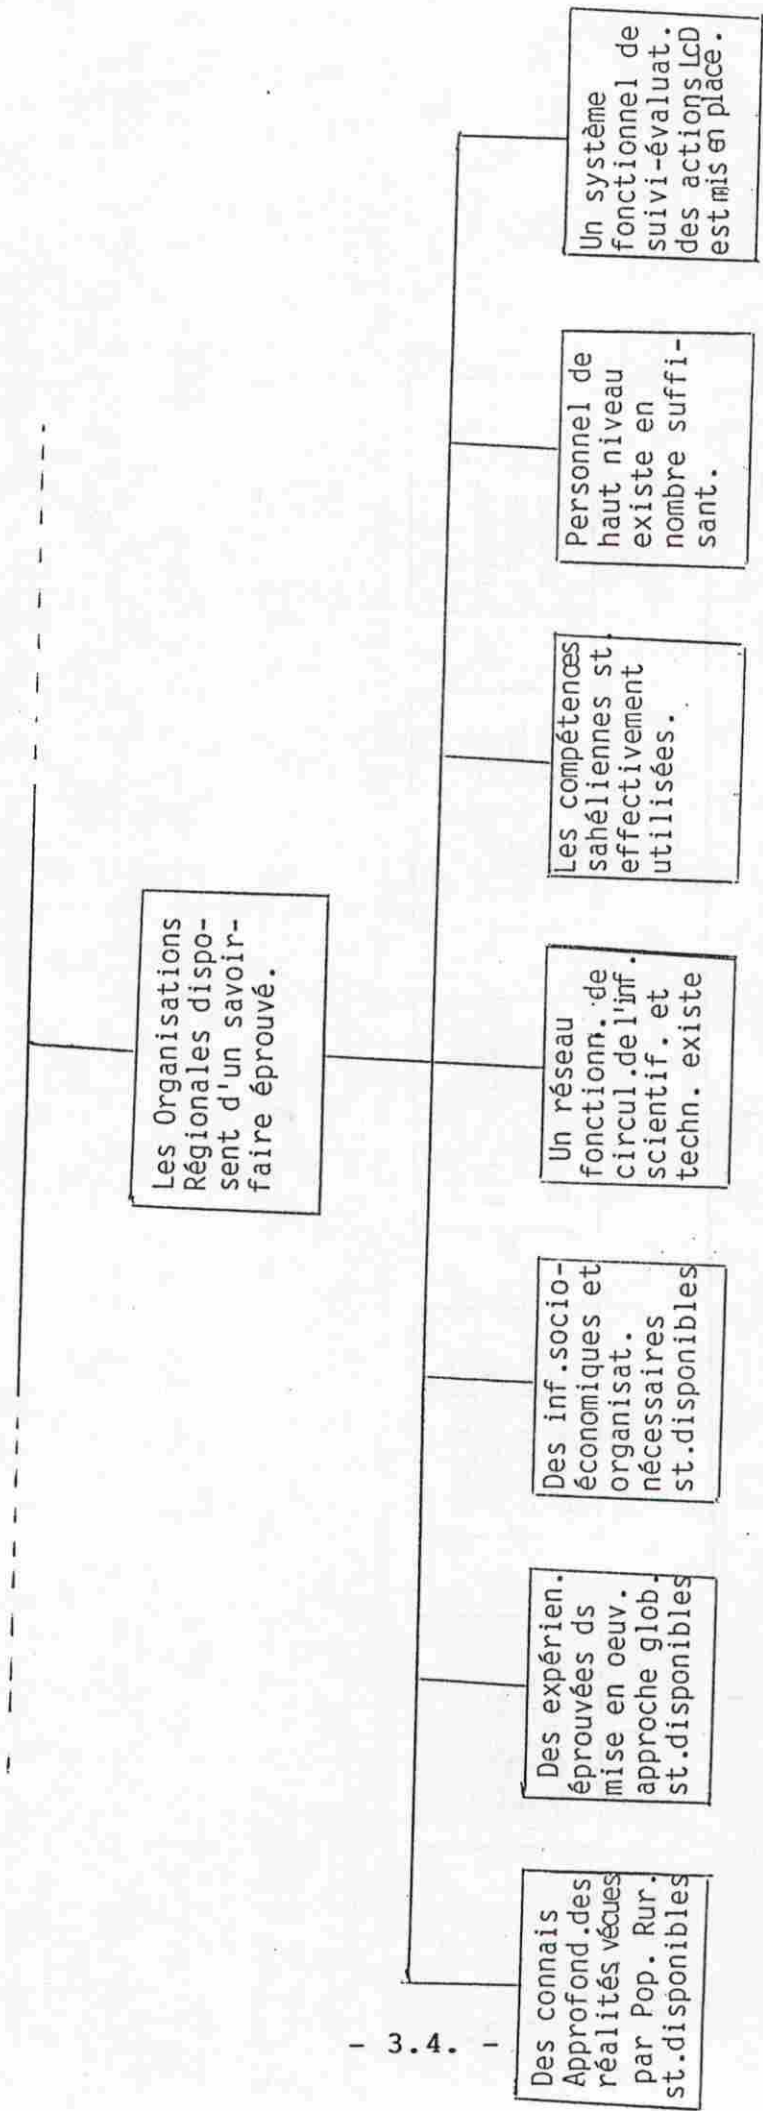 Les Organisations
Régionales dispo-
sent d'un savoir-
faire éprouvé.
Des connais
Approfond.des
réalités vécues
par Pop. Rur.
st.disponibles
Des expérien.
éprouvées ds
mise en oeuv.
approche glob.
st.disponibles
Des inf.socio-
économiques et
organisat.
nécessaires
st.disponibles
Un réseau
fonctionn. de
circul.de l'inf.
scientif. et
techn. existe
Les compétences
sahéliennes st.
effectivement
utilisées.
Personnel de
haut niveau
existe en
nombre suffi-
sant.
Un système
fonctionnel de
suivi-évaluat.
des actions LCD
est mis en place.
- 3.4. -